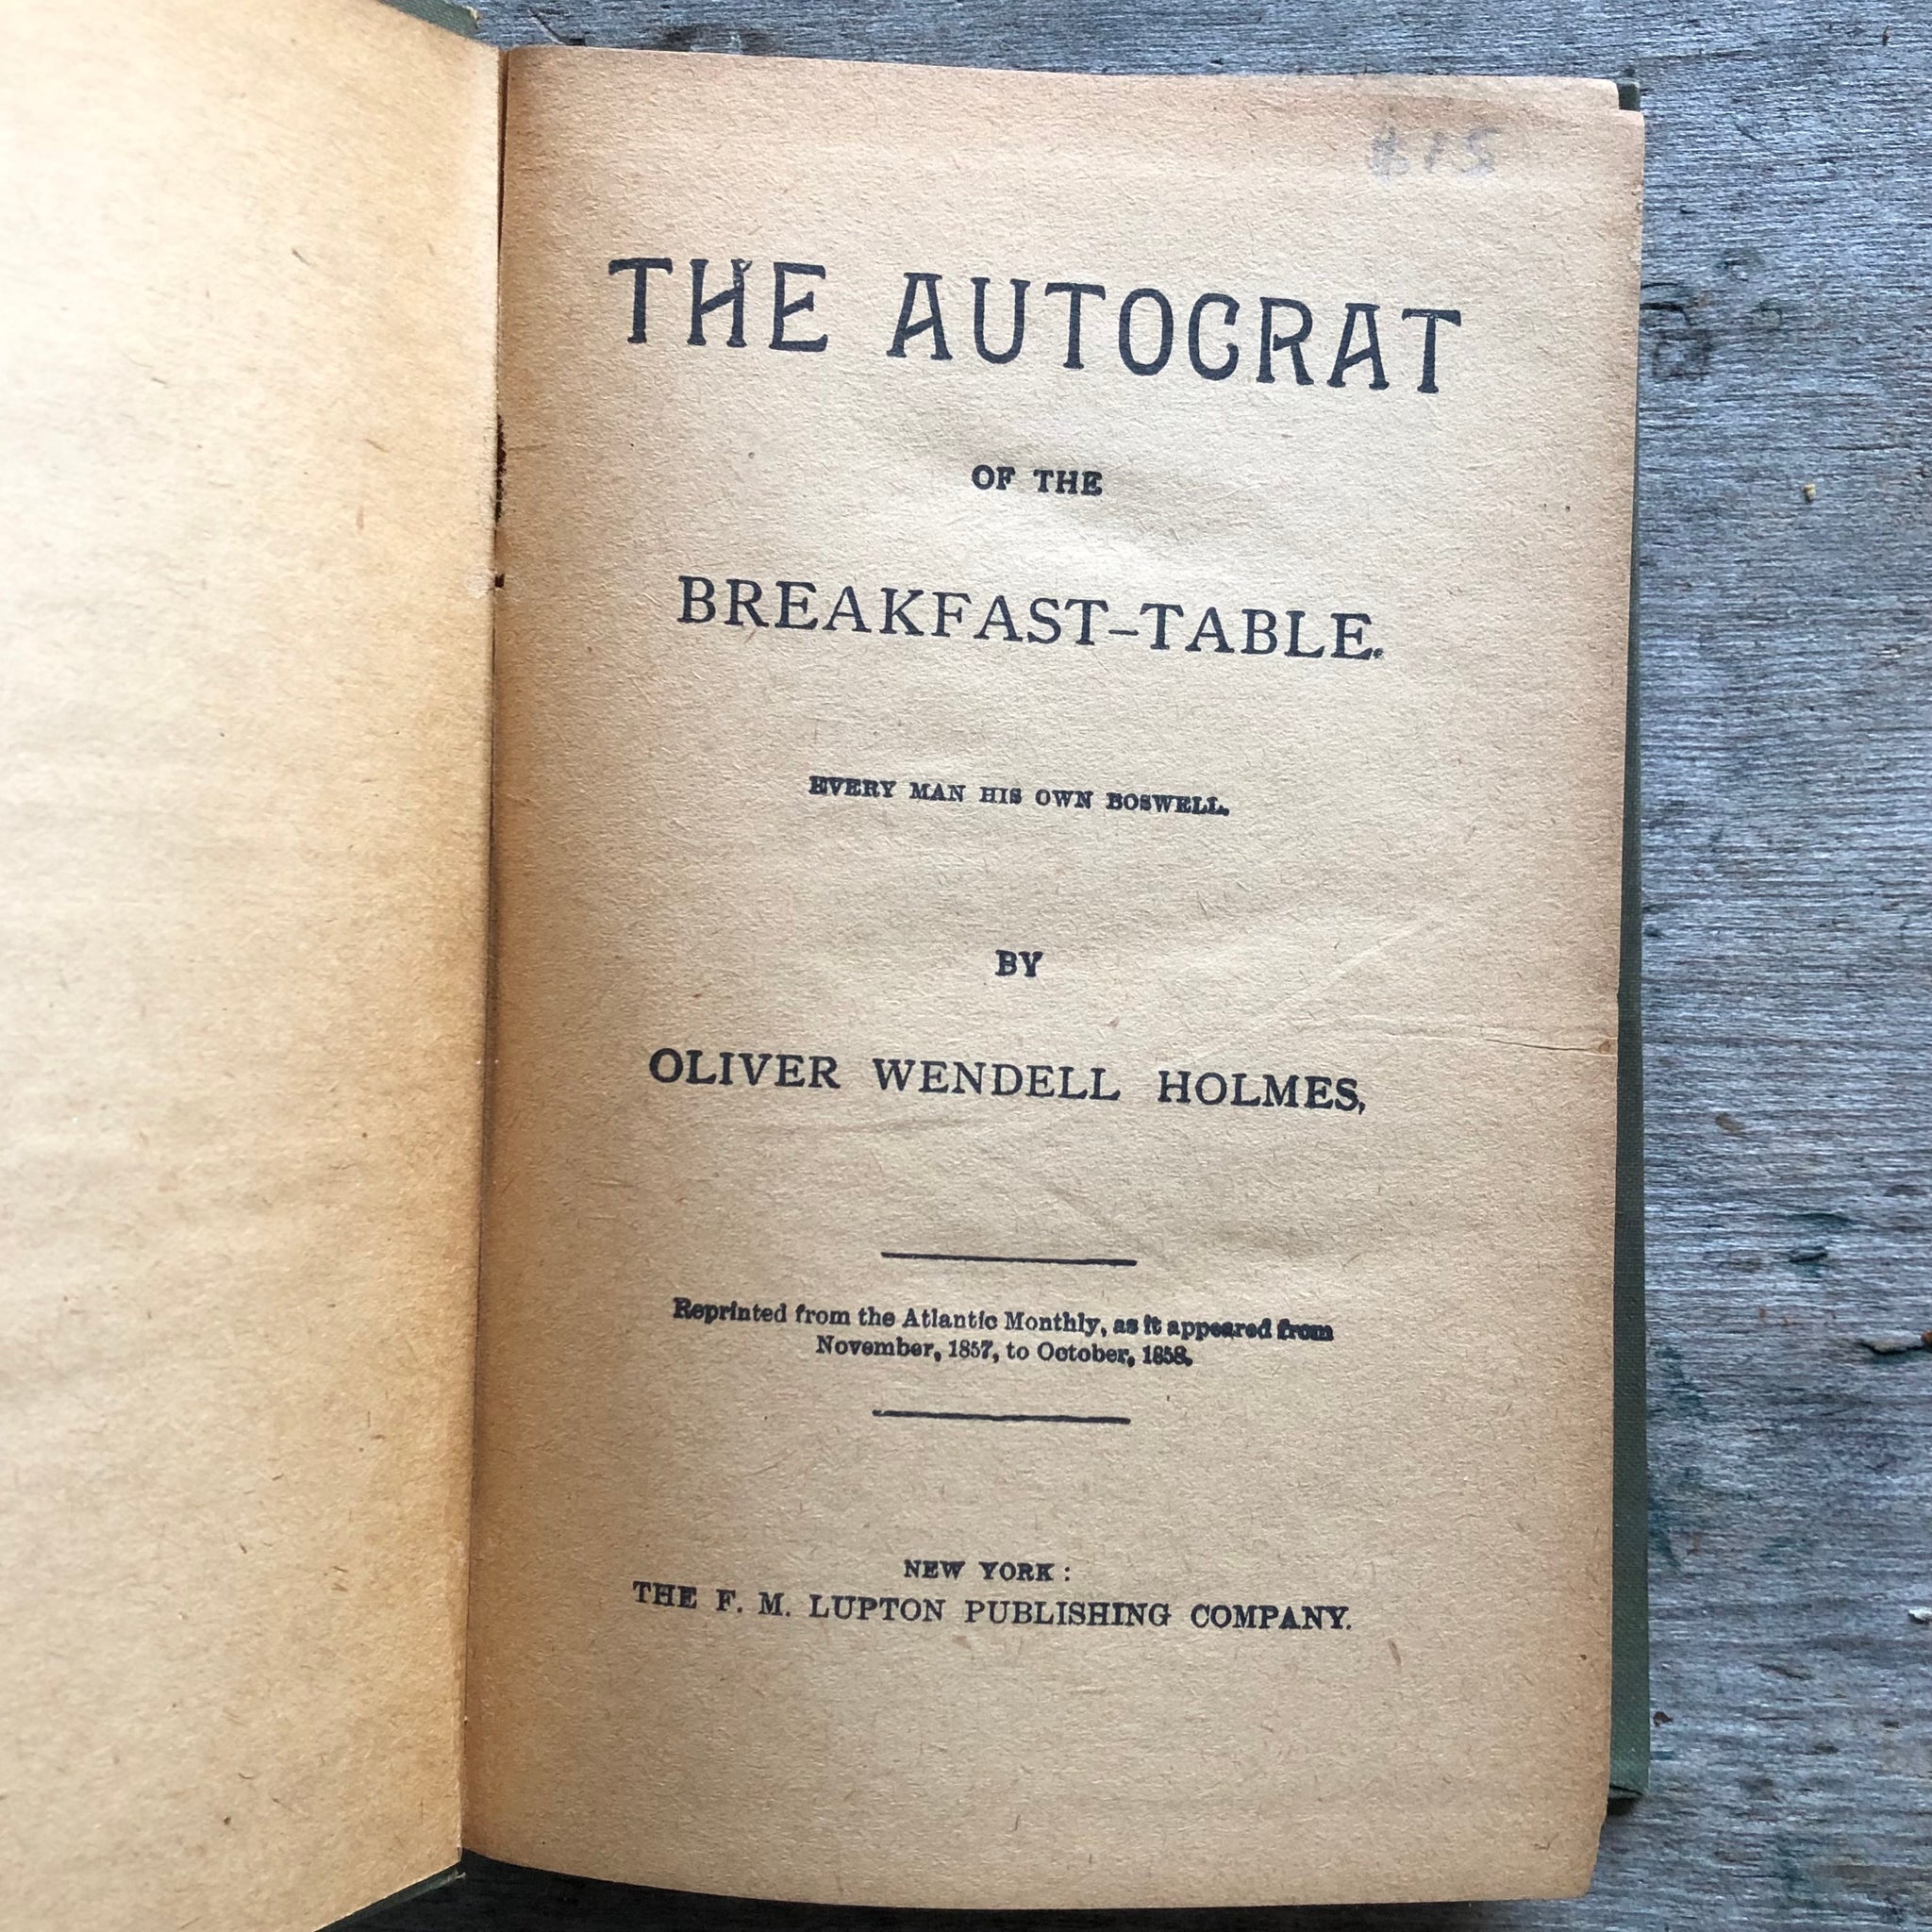 $15
THE AUTOCRAT
OF THE
BREAKFAST-TABLE.
EVERY MAN HIS OWN BOSWELL.
BY
OLIVER WENDELL HOLMES,
Reprinted from the Atlantic Monthly, as it appeared from
November, 1857, to October, 1858.
NEW YORK:
THE F. M. LUPTON PUBLISHING COMPANY.